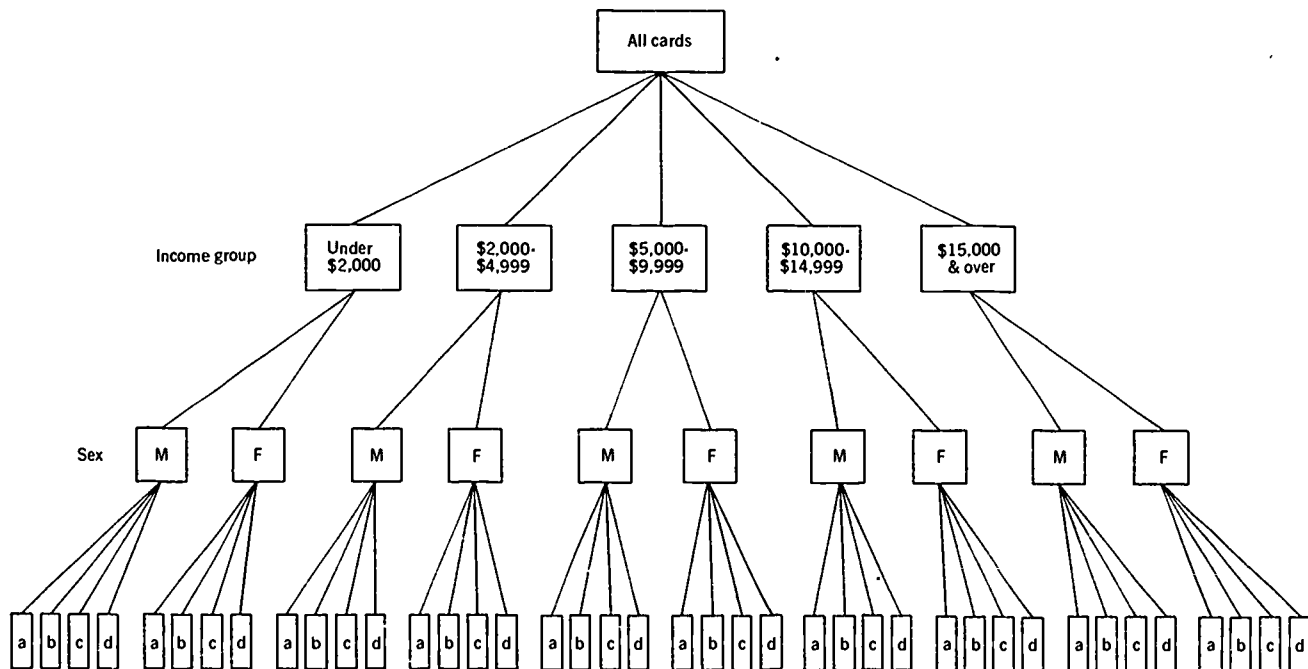 All cards
Income group
Under
$2,000
$2,000-
$4,999
$5,000-
$9,999
$10,000-
$14,999
$15,000
& over
Sex
M F M F M F M F M F
a b c d a b c d a b c d a b c d a b c d a b c d a b c d a b c d a b c d a b c d